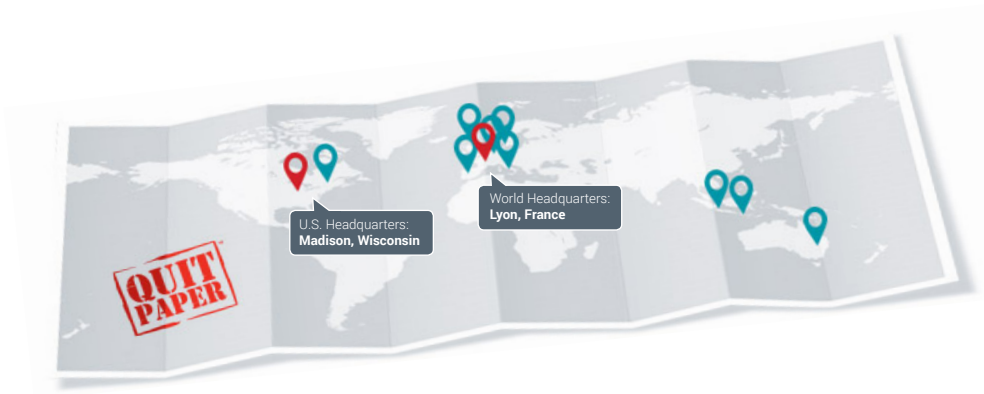 U.S. Headquarters:
Madison, Wisconsin
World Headquarters:
Lyon, France
QUIT
PAPER